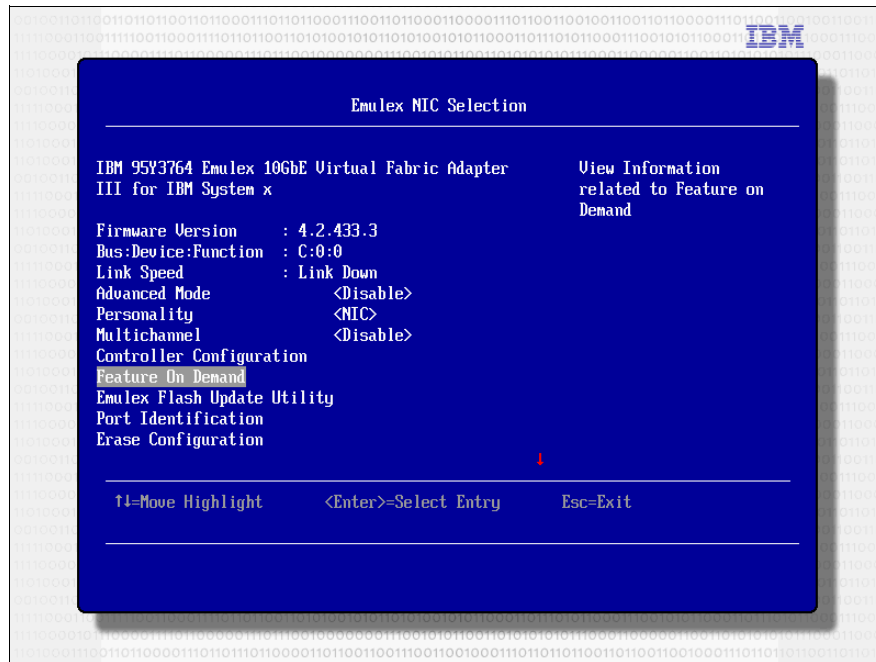 IBM
Emulex NIC Selection
IBM 95Y3764 Emulex 10GbE Virtual Fabric Adapter
III for IBM System x
View Information
related to Feature on
Demand
Firmware Version : 4.2.433.3
Bus:Device:Function : C:0:0
Link Speed : Link Down
Advanced Mode <Disable>
Personality <NIC>
Multichannel <Disable>
Controller Configuration
Feature On Demand
Emulex Flash Update Utility
Port Identification
Erase Configuration
↓
↑↓=Move Highlight <Enter>=Select Entry Esc=Exit